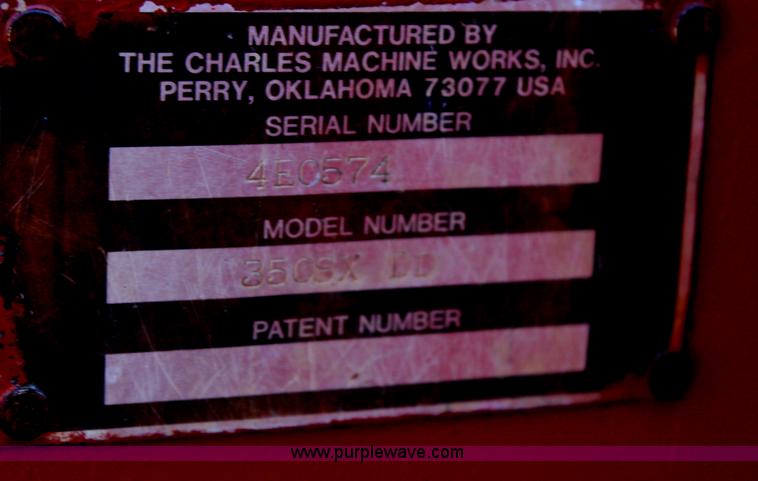 MANUFACTURED BY
THE CHARLES MACHINE WORKS, INC.
PERRY, OKLAHOMA 73077 USA
SERIAL NUMBER
4E0574
MODEL NUMBER
350SX DD
PATENT NUMBER
www.purplewave.com